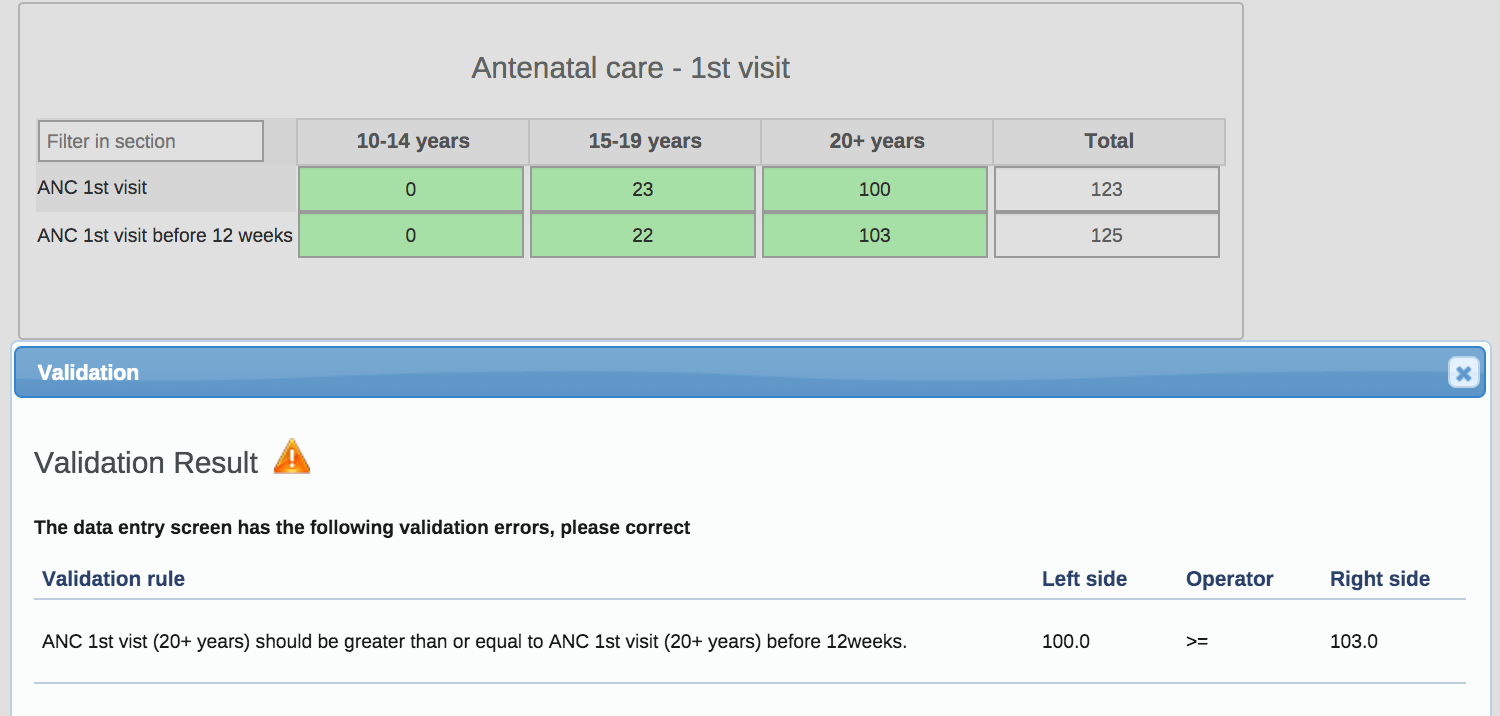 Antenatal care - 1st visit
Filter in section 10-14 years 15-19 years 20+ years Total
ANC 1st visit 0 23 100 123
ANC 1st visit before 12 weeks 0 22 103 125
Validation
Validation Result
The data entry screen has the following validation errors, please correct
Validation rule Left side Operator Right side
ANC 1st vist (20+ years) should be greater than or equal to ANC 1st visit (20+ years) before 12weeks. 100.0 >= 103.0